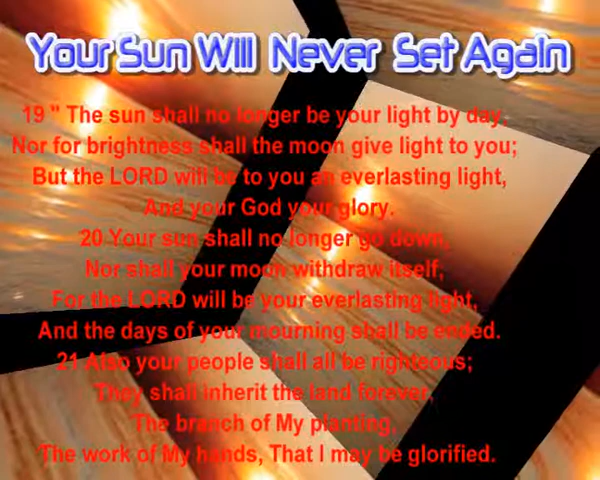 Your Sun Will Never Set Again
19 " The sun shall no longer be your light by day,
Nor for brightness shall the moon give light to you;
But the LORD will be to you an everlasting light,
And your God your glory.
20 Your sun shall no longer go down,
Nor shall your moon withdraw itself;
For the LORD will be your everlasting light,
And the days of your mourning shall be ended.
21 Also your people shall all be righteous;
They shall inherit the land forever,
The branch of My planting,
The work of My hands, That I may be glorified.